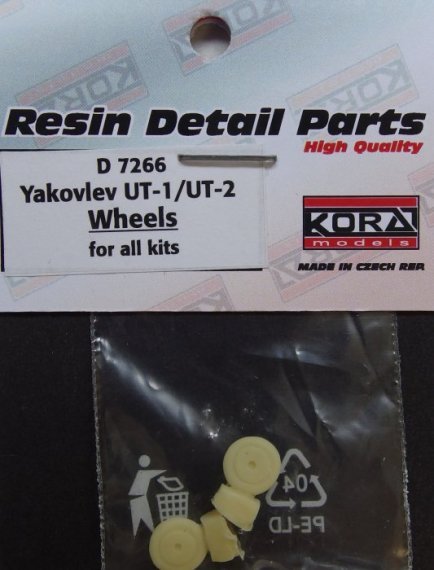 KORA
Resin Detail Parts
High Quality
D 7266
Yakovlev UT-1/UT-2
Wheels
for all kits
KORA
models
MADE IN CZECH REP.
04
PE-LD